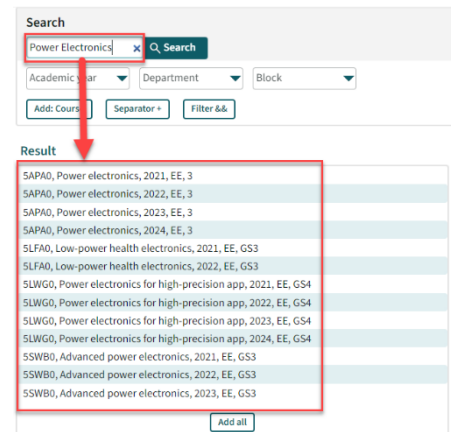 Search
Power Electronics x Search
Academic year Department Block
Add: Course Separator + Filter &&
Result
5APA0, Power electronics, 2021, EE, 3
5APA0, Power electronics, 2022, EE, 3
5APA0, Power electronics, 2023, EE, 3
5APA0, Power electronics, 2024, EE, 3
5LFA0, Low-power health electronics, 2021, EE, GS3
5LFA0, Low-power health electronics, 2022, EE, GS3
5LWG0, Power electronics for high-precision app, 2021, EE, GS4
5LWG0, Power electronics for high-precision app, 2022, EE, GS4
5LWG0, Power electronics for high-precision app, 2023, EE, GS4
5LWG0, Power electronics for high-precision app, 2024, EE, GS4
5SWB0, Advanced power electronics, 2021, EE, GS3
5SWB0, Advanced power electronics, 2022, EE, GS3
5SWB0, Advanced power electronics, 2023, EE, GS3
Add all